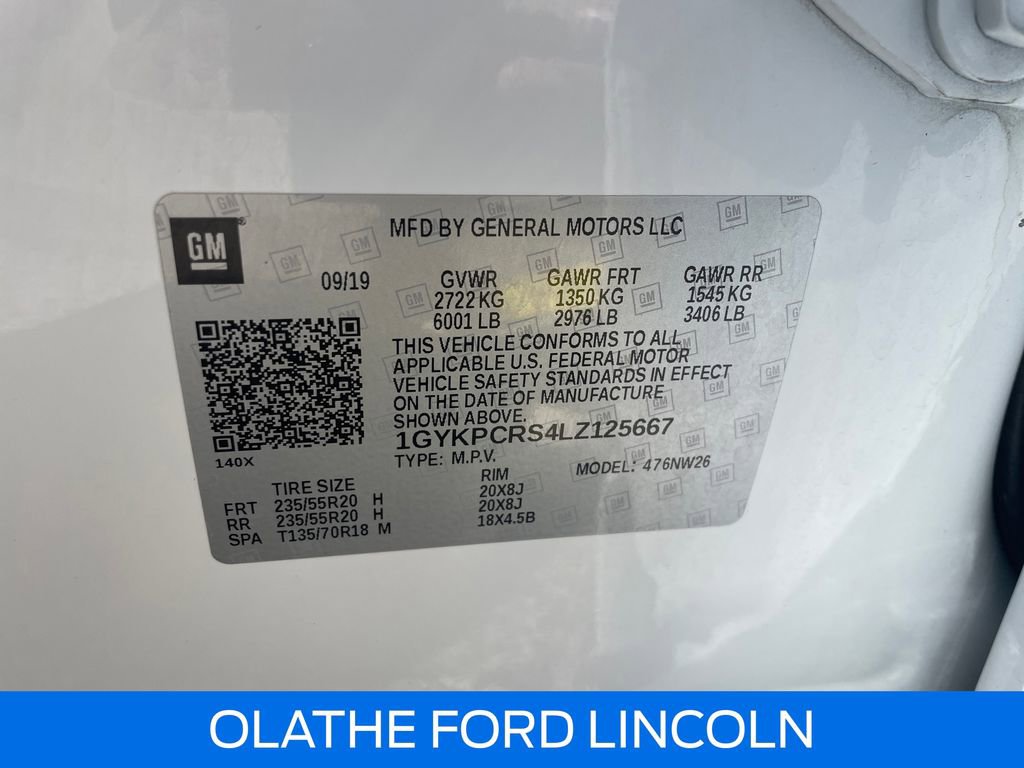 GM
MFD BY GENERAL MOTORS LLC
09/19 GVWR GAWR FRT GAWR RR
2722 KG 1350 KG 1545 KG
6001 LB 2976 LB 3406 LB
THIS VEHICLE CONFORMS TO ALL
APPLICABLE U.S. FEDERAL MOTOR
VEHICLE SAFETY STANDARDS IN EFFECT
ON THE DATE OF MANUFACTURE
SHOWN ABOVE.
1GYKPCRS4LZ125667
140X
TYPE: M.P.V. MODEL: 476NW26
TIRE SIZE RIM
FRT 235/55R20 H 20X8J
RR 235/55R20 H 20X8J
SPA T135/70R18 M 18X4.5B
OLATHE FORD LINCOLN